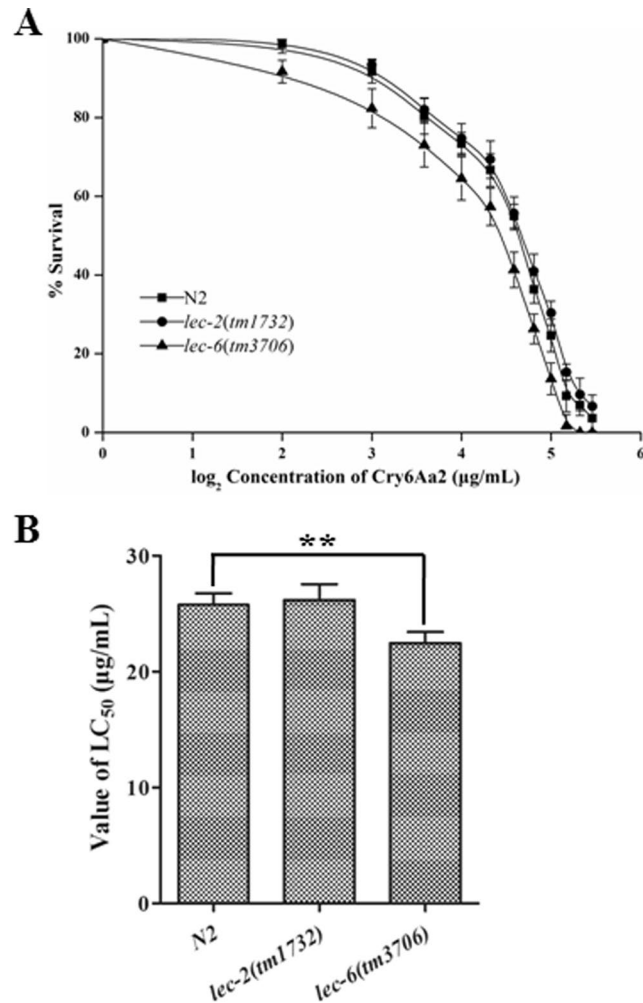 A
100
80
60
40
20
0
% Survival
N2
lec-2(tm1732)
lec-6(tm3706)
0 1 2 3 4 5 6
log2 Concentration of Cry6Aa2 (µg/mL)
B
**
30
20
10
0
Value of LC50 (µg/mL)
N2
lec-2(tm1732)
lec-6(tm3706)